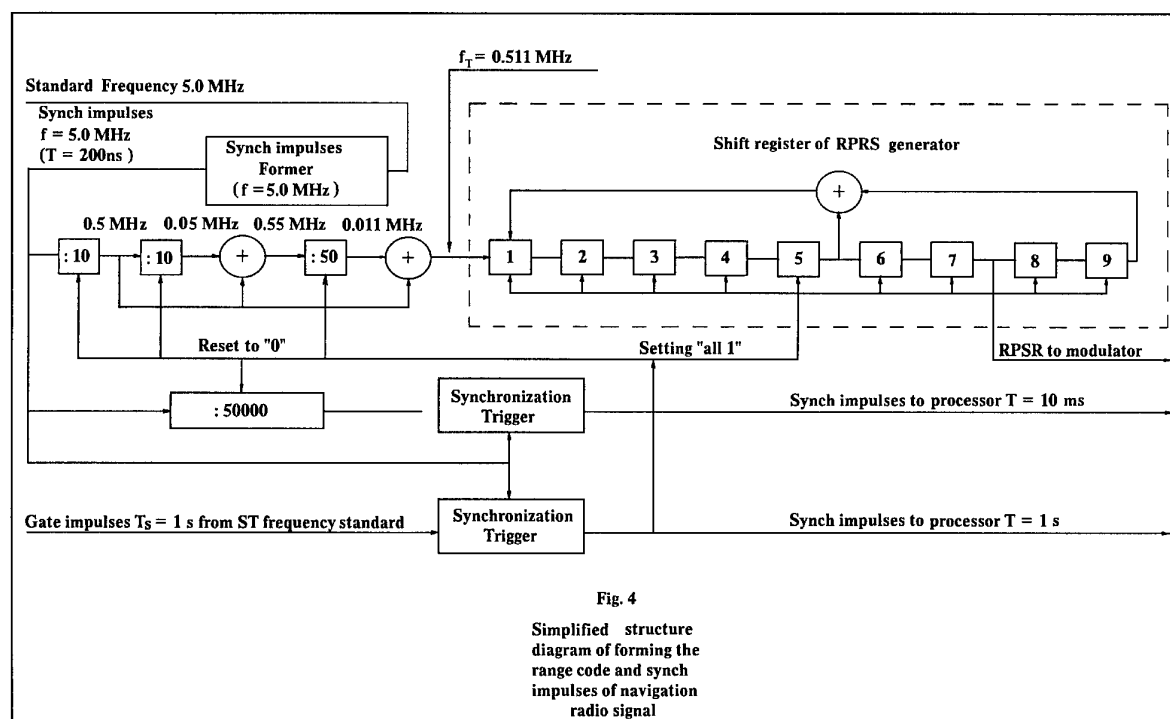 f_T = 0.511 MHz
Standard Frequency 5.0 MHz
Synch impulses
f = 5.0 MHz
(T = 200ns )
Synch impulses
Former
( f = 5.0 MHz )
Shift register of RPRS generator
+
0.5 MHz 0.05 MHz 0.55 MHz 0.011 MHz
: 10
: 10
+
: 50
+
1
2
3
4
5
6
7
8
9
Reset to "0"
Setting "all 1"
RPSR to modulator
: 50000
Synchronization
Trigger
Synch impulses to processor T = 10 ms
Gate impulses T_S = 1 s from ST frequency standard
Synchronization
Trigger
Synch impulses to processor T = 1 s
Fig. 4
Simplified structure
diagram of forming the
range code and synch
impulses of navigation
radio signal